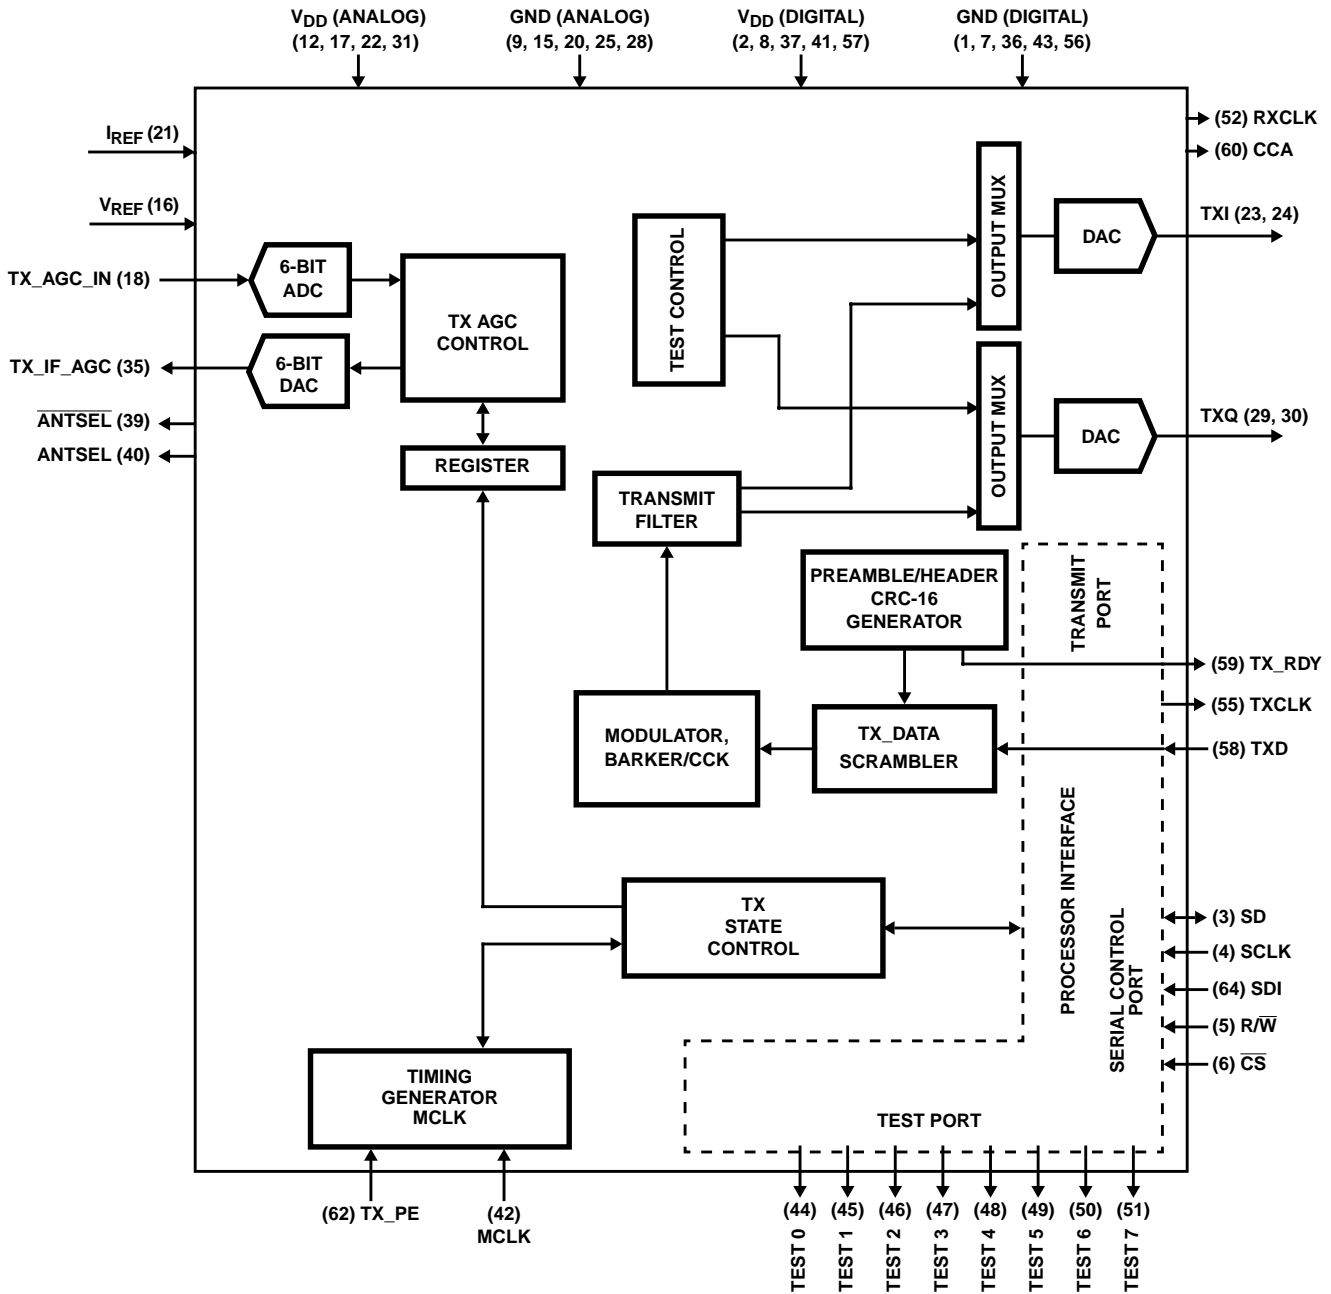 VDD (ANALOG)
(12, 17, 22, 31)
GND (ANALOG)
(9, 15, 20, 25, 28)
VDD (DIGITAL)
(2, 8, 37, 41, 57)
GND (DIGITAL)
(1, 7, 36, 43, 56)
IREF (21)
VREF (16)
TX_AGC_IN (18)
TX_IF_AGC (35)
A̅N̅T̅S̅E̅L̅ (39)
ANTSEL (40)
6-BIT
ADC
6-BIT
DAC
TX AGC
CONTROL
REGISTER
TEST CONTROL
OUTPUT MUX
DAC
OUTPUT MUX
DAC
(52) RXCLK
(60) CCA
TXI (23, 24)
TXQ (29, 30)
TRANSMIT
FILTER
PREAMBLE/HEADER
CRC-16
GENERATOR
TRANSMIT
PORT
(59) TX_RDY
(55) TXCLK
(58) TXD
MODULATOR,
BARKER/CCK
TX_DATA
SCRAMBLER
PROCESSOR INTERFACE
SERIAL CONTROL
PORT
TX
STATE
CONTROL
(3) SD
(4) SCLK
(64) SDI
(5) R/W̅
(6) C̅S̅
TIMING
GENERATOR
MCLK
TEST PORT
(62) TX_PE
(42)
MCLK
(44)
TEST 0
(45)
TEST 1
(46)
TEST 2
(47)
TEST 3
(48)
TEST 4
(49)
TEST 5
(50)
TEST 6
(51)
TEST 7